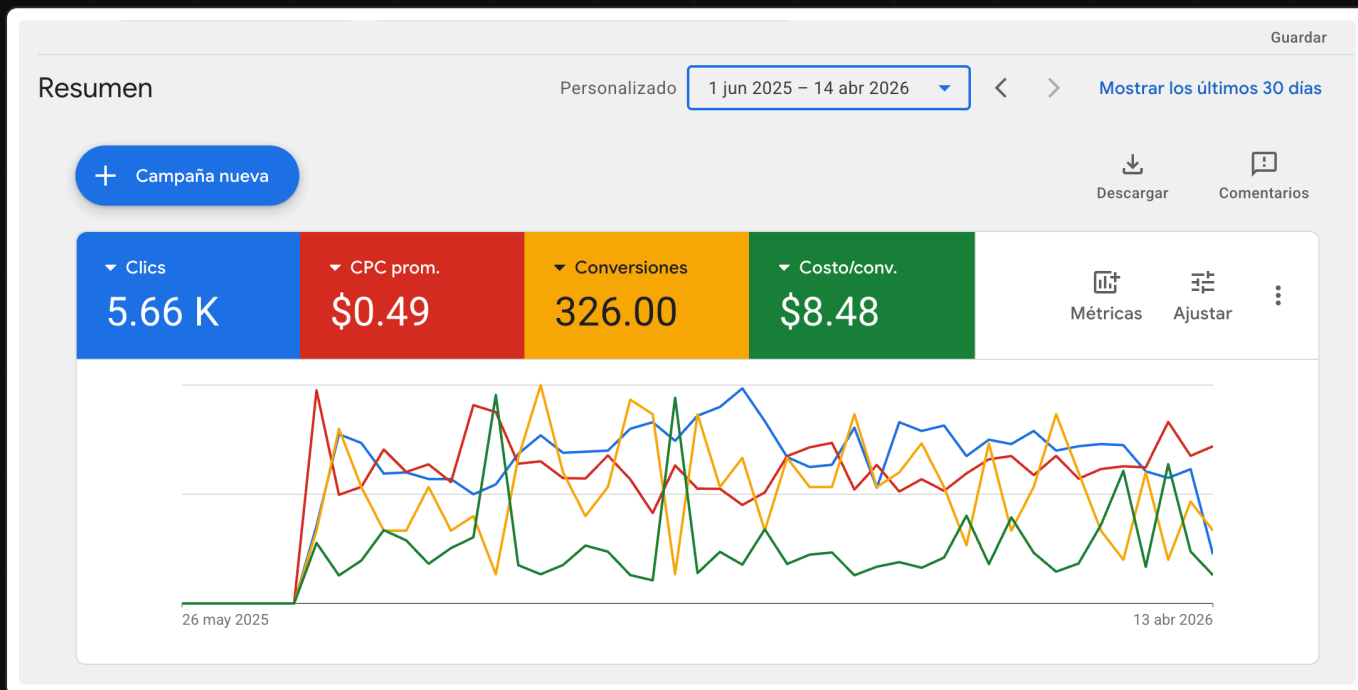 Guardar
Resumen
Personalizado
1 jun 2025 – 14 abr 2026
Mostrar los últimos 30 días
Campaña nueva
Descargar
Comentarios
Clics
5.66 K
CPC prom.
$0.49
Conversiones
326.00
Costo/conv.
$8.48
Métricas
Ajustar
26 may 2025
13 abr 2026